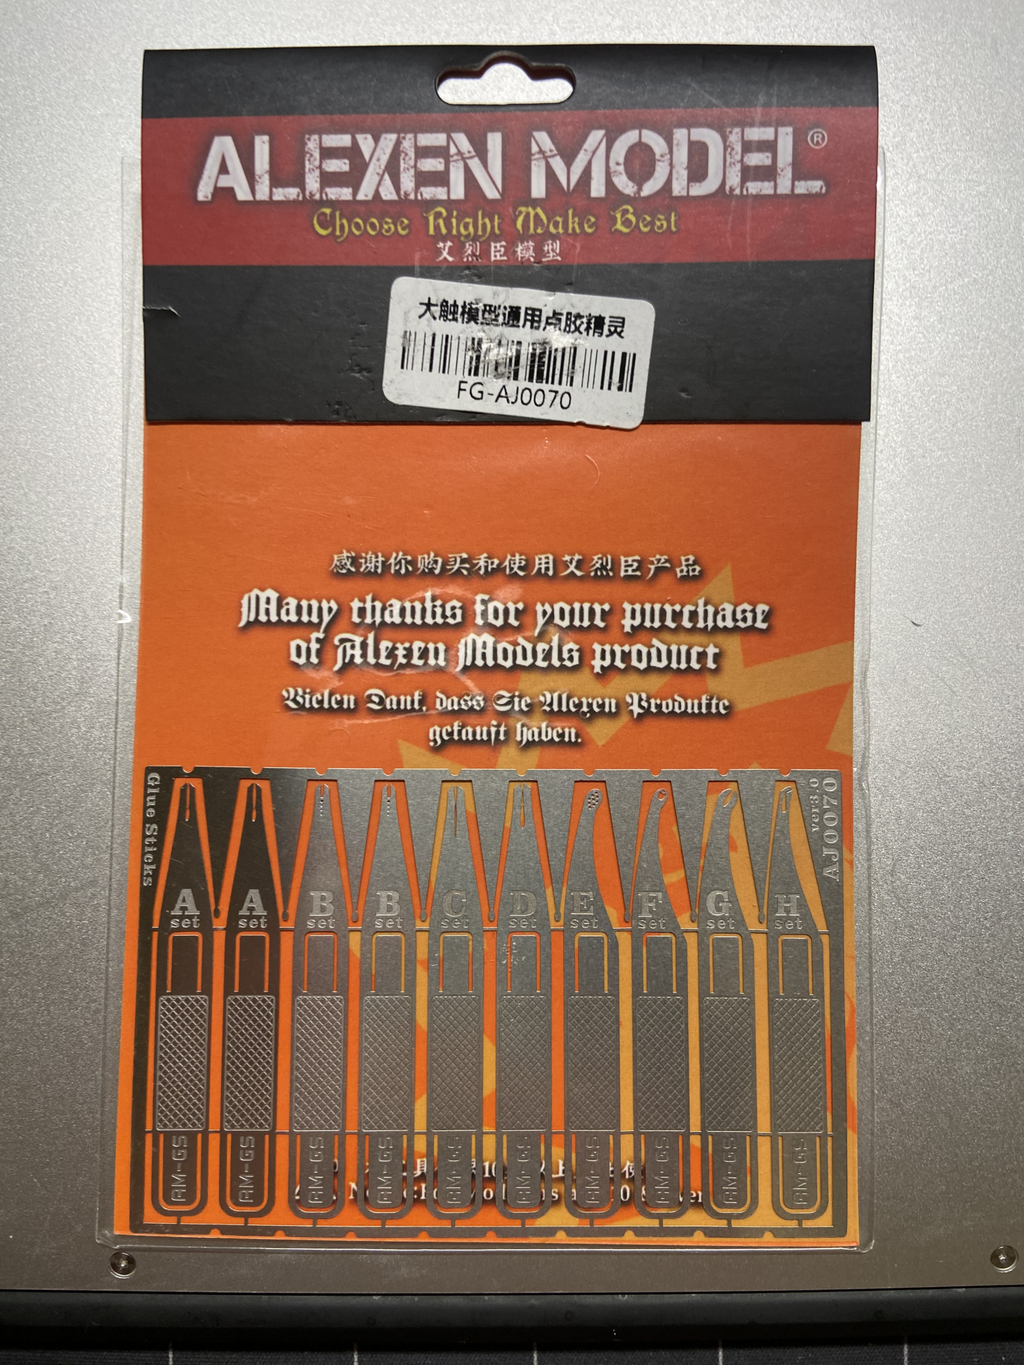 ALEXEN MODEL®
Choose Right Make Best
艾烈臣模型
大触模型通用点胶精灵
FG-AJ0070
感谢你购买和使用艾烈臣产品
Many thanks for your purchase
of Alexen Models product
Vielen Dank, dass Sie Alexen Produkte
gekauft haben.
Glue Sticks
ver3.0
AJ0070
A set A set B set B set C set D set E set F set G set H set
AM-GS AM-GS AM-GS AM-GS AM-GS AM-GS AM-GS AM-GS AM-GS AM-GS